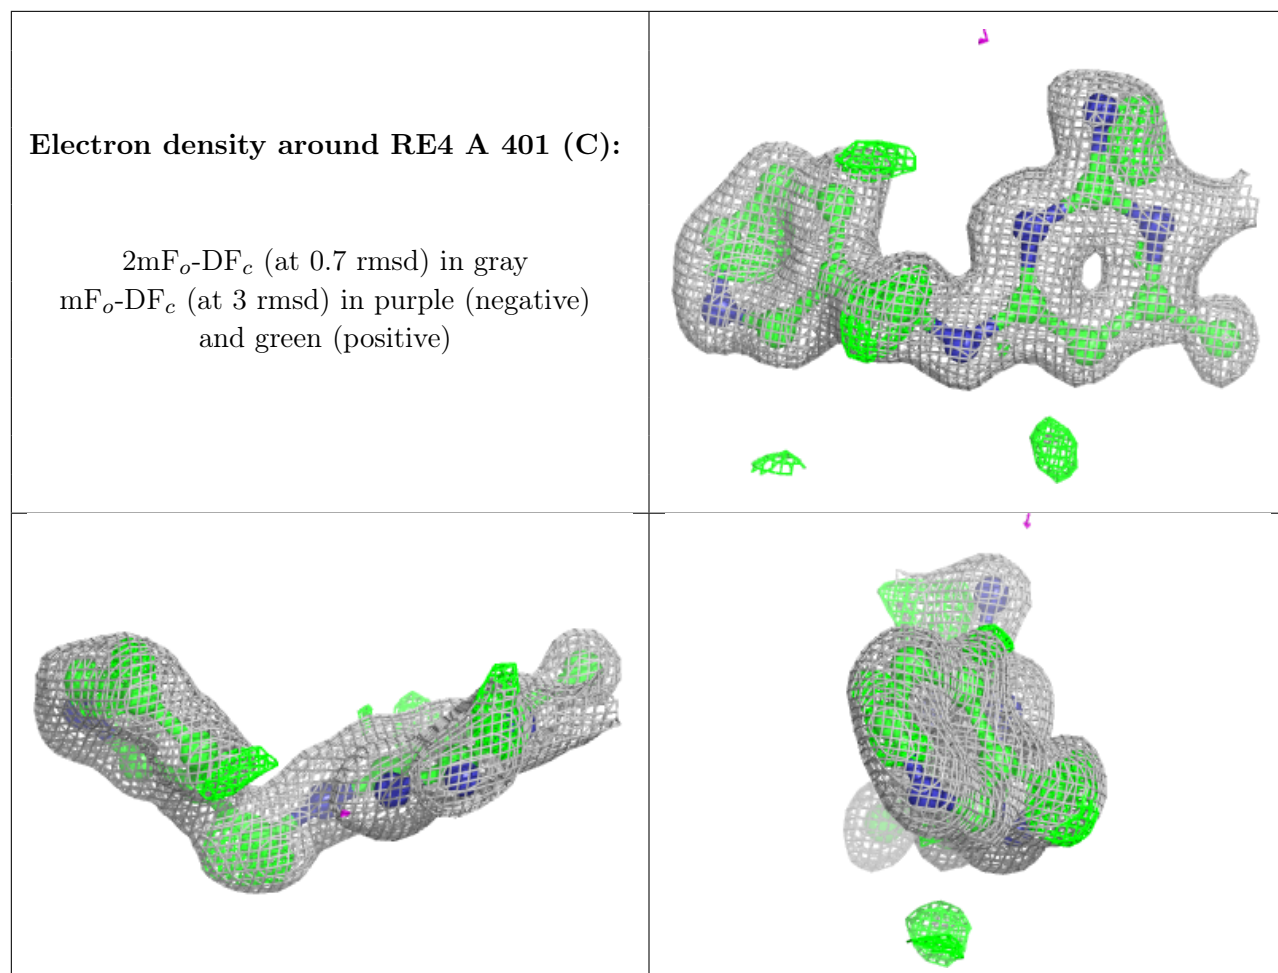 Electron density around RE4 A 401 (C):
2mFo-DFc (at 0.7 rmsd) in gray
mFo-DFc (at 3 rmsd) in purple (negative)
and green (positive)